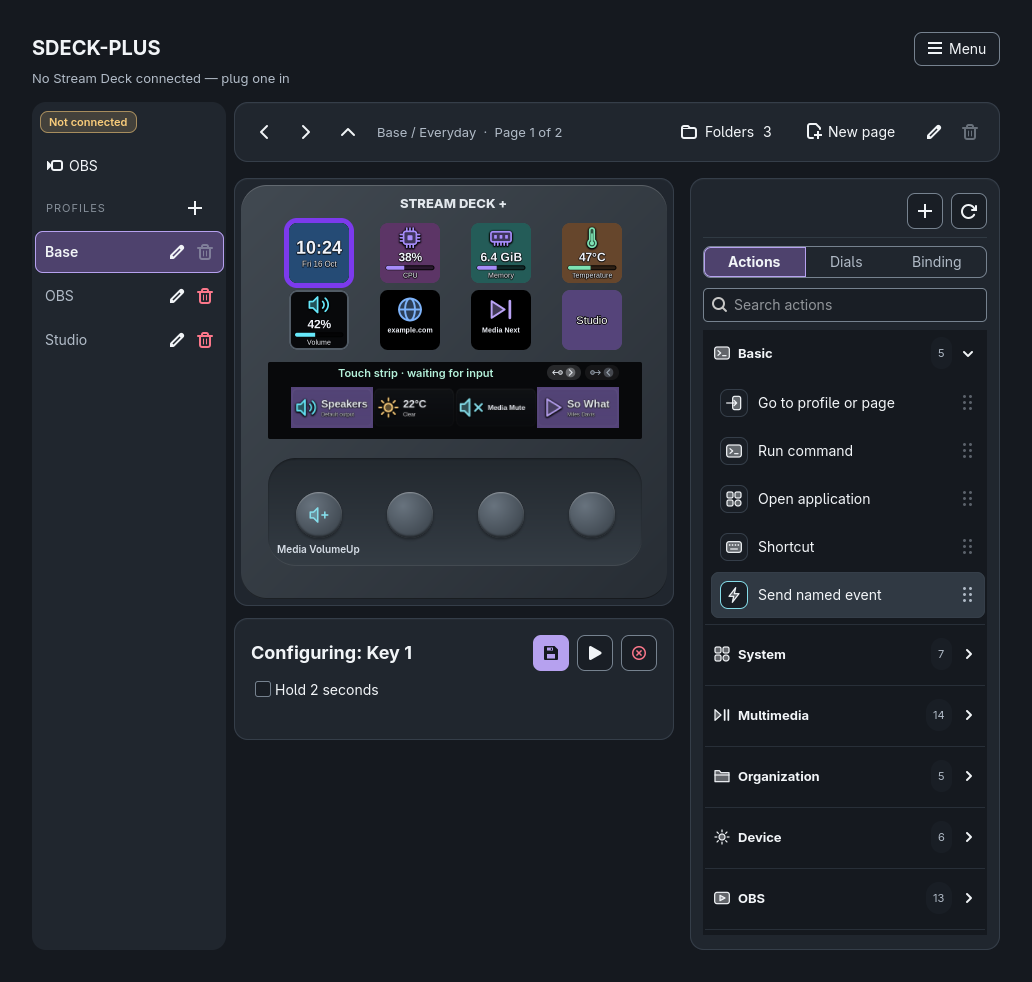 SDECK-PLUS
Menu
No Stream Deck connected — plug one in
Not connected
OBS
PROFILES
Base
OBS
Studio
Base / Everyday · Page 1 of 2
Folders 3
New page
STREAM DECK +
10:24
Fri 16 Oct
38%
CPU
6.4 GiB
Memory
47°C
Temperature
42%
Volume
example.com
Media Next
Studio
Touch strip · waiting for input
Speakers
22°C
Clear
Media Mute
So What
Miles Davis
Media VolumeUp
Configuring: Key 1
Hold 2 seconds
Actions
Dials
Binding
Search actions
Basic 5
Go to profile or page
Run command
Open application
Shortcut
Send named event
System 7
Multimedia 14
Organization 5
Device 6
OBS 13